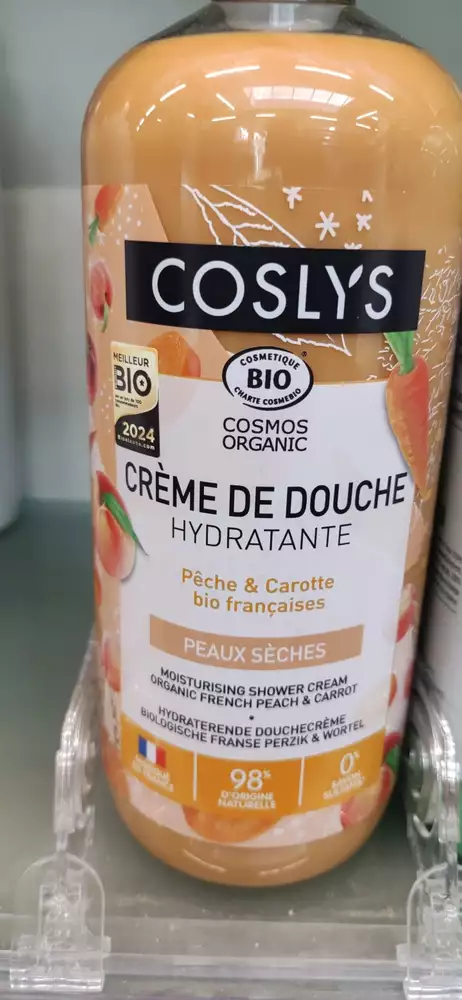 COSLYS
MEILLEUR
BIO
2024
COSMETIQUE
BIO
CHARTE COSMEBIO
COSMOS
ORGANIC
CRÈME DE DOUCHE
HYDRATANTE
Pêche & Carotte
bio françaises
PEAUX SÈCHES
MOISTURISING SHOWER CREAM
ORGANIC FRENCH PEACH & CARROT
•
HYDRATERENDE DOUCHECRÈME
BIOLOGISCHE FRANSE PERZIK & WORTEL
98%
D'ORIGINE
NATURELLE
0%
SAVON